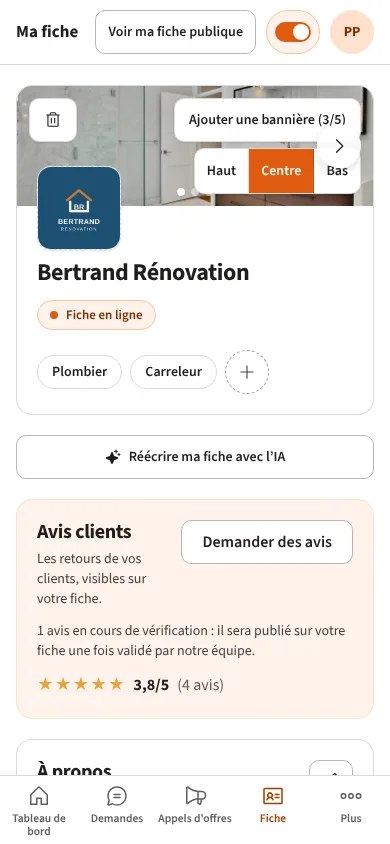 Ma fiche
Voir ma fiche publique
PP
Ajouter une bannière (3/5)
Haut
Centre
Bas
BR
BERTRAND
RÉNOVATION
Bertrand Rénovation
Fiche en ligne
Plombier
Carreleur
Réécrire ma fiche avec l’IA
Avis clients
Demander des avis
Les retours de vos
clients, visibles sur
votre fiche.
1 avis en cours de vérification : il sera publié sur votre
fiche une fois validé par notre équipe.
3,8/5 (4 avis)
À propos
Tableau de
bord
Demandes
Appels d'offres
Fiche
Plus